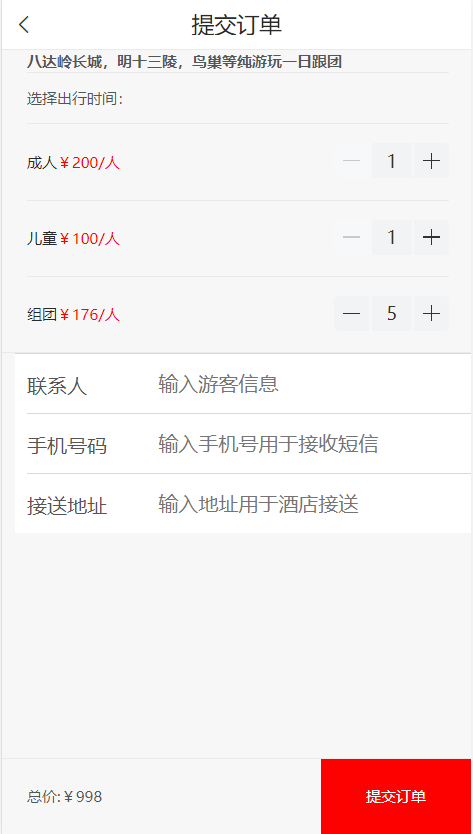 提交订单
八达岭长城，明十三陵，鸟巢等纯游玩一日跟团
选择出行时间：
成人￥200/人
1
儿童￥100/人
1
组团￥176/人
5
联系人 输入游客信息
手机号码 输入手机号用于接收短信
接送地址 输入地址用于酒店接送
总价:￥998
提交订单